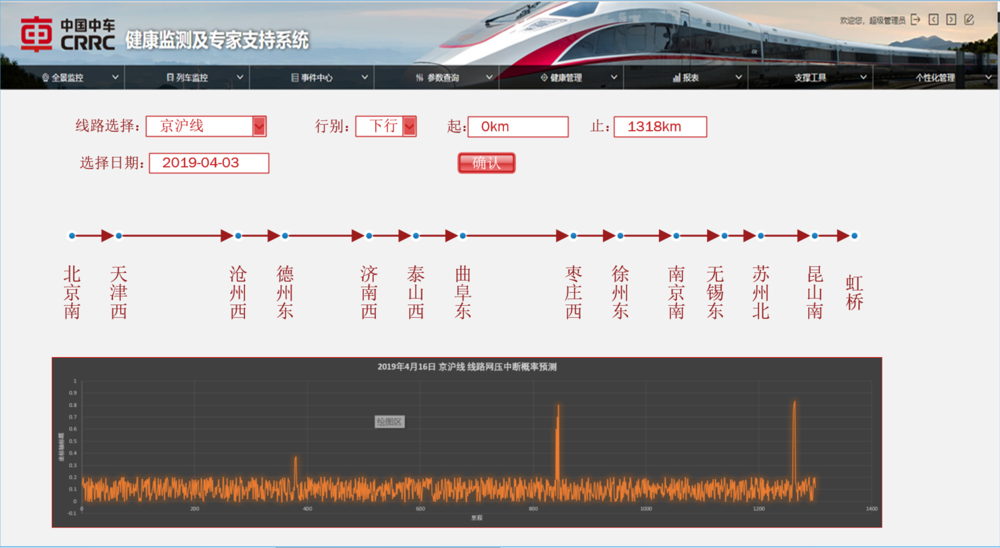 中国中车
CRRC
健康监测及专家支持系统
欢迎您，超级管理员
全景监控 列车监控 事件中心 参数查询 健康管理 报表 支撑工具 个性化管理
线路选择： 京沪线 行别： 下行 起： 0km 止： 1318km
选择日期： 2019-04-03 确认
北京南
天津西
沧州西
德州东
济南西
泰山西
曲阜东
枣庄西
徐州东
南京南
无锡东
苏州北
昆山南
虹桥
2019年4月16日 京沪线 线路网压中断概率预测
1
0.9
0.8
0.7
0.6
0.5
0.4
0.3
0.2
0.1
0
-0.1
坐标轴标题
绘图区
0 200 400 600 800 1000 1200 1400
里程